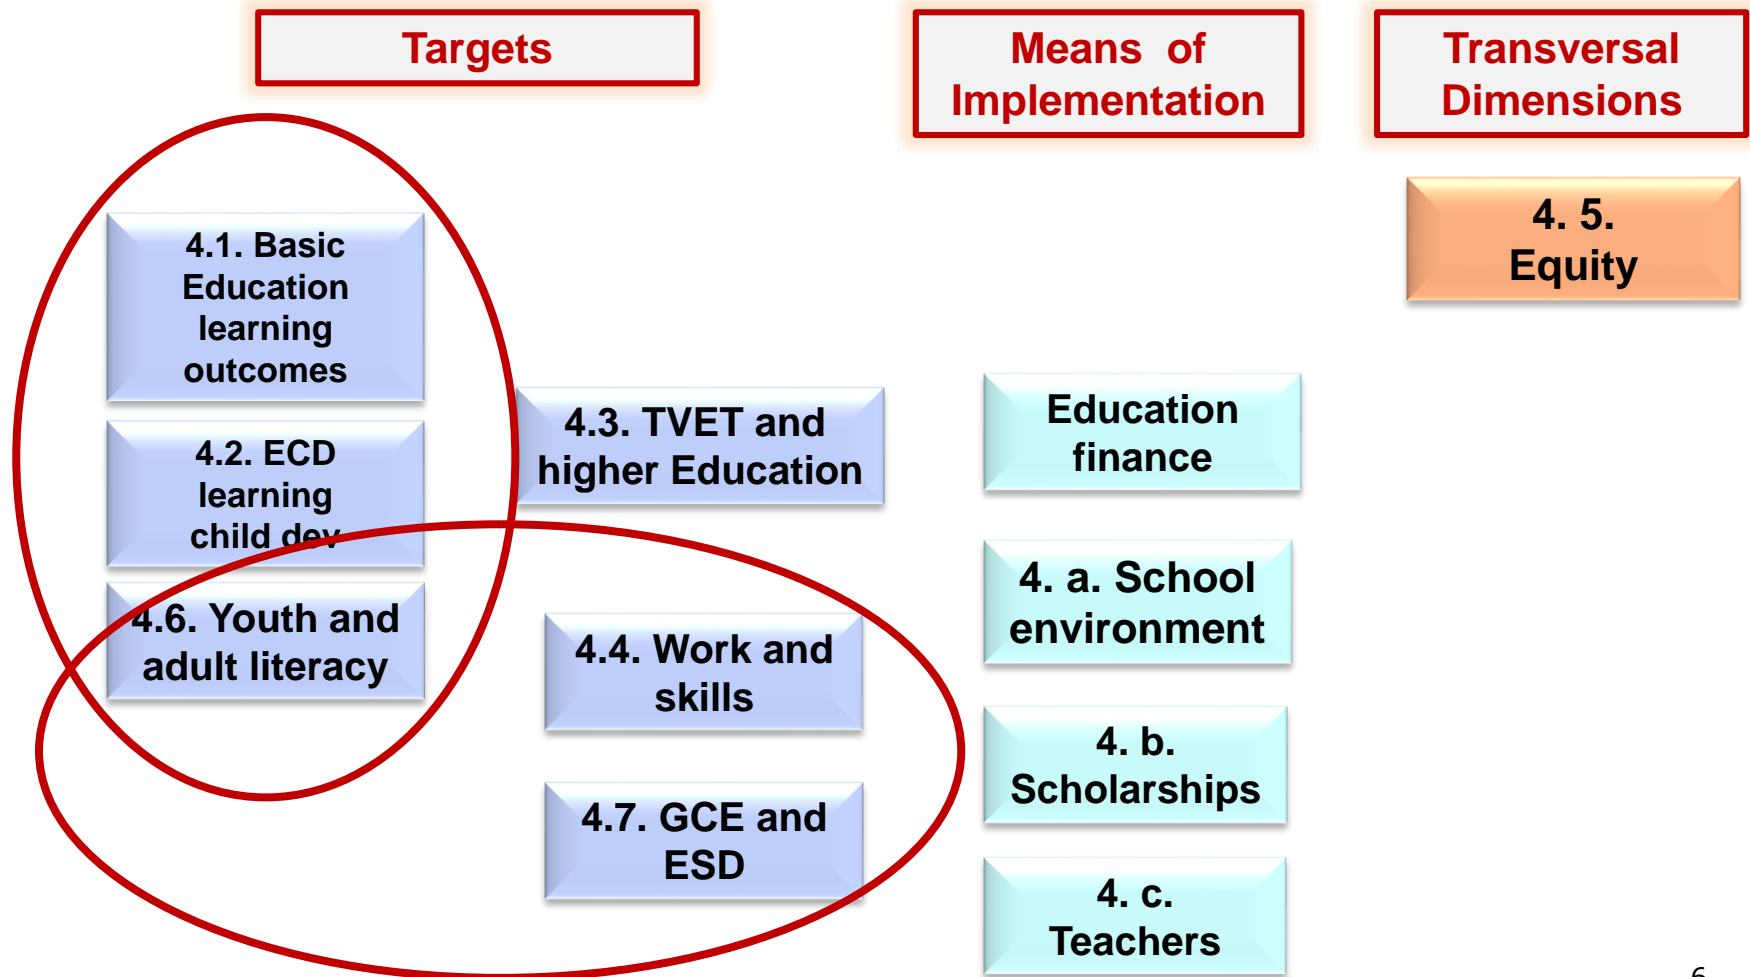 Targets
Means of
Implementation
Transversal
Dimensions
4. 5.
Equity
4.1. Basic
Education
learning
outcomes
4.2. ECD
learning
child dev
4.6. Youth and
adult literacy
4.3. TVET and
higher Education
4.4. Work and
skills
4.7. GCE and
ESD
Education
finance
4. a. School
environment
4. b.
Scholarships
4. c.
Teachers
6